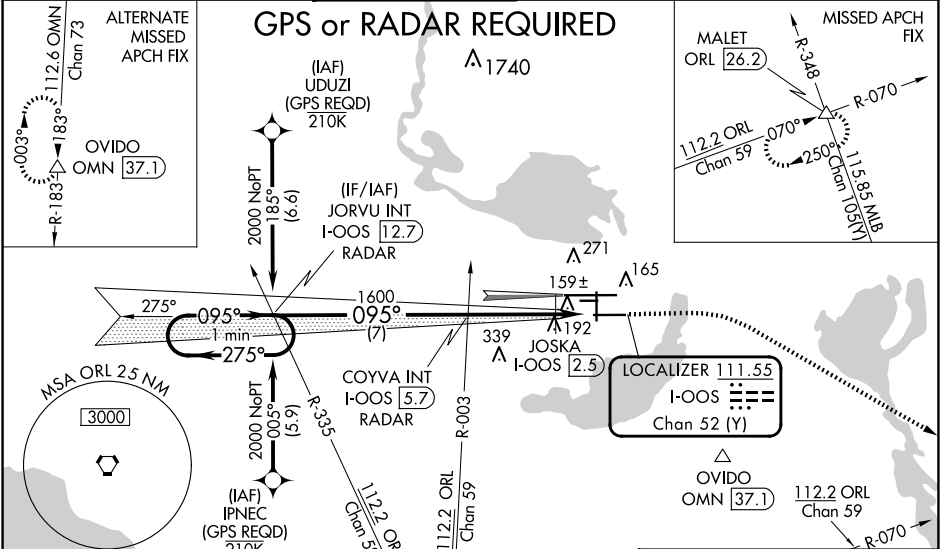 GPS or RADAR REQUIRED
ALTERNATE
MISSED
APCH FIX
112.6 OMN
Chan 73
003°
183°
OVIDO
OMN 37.1
R-183
1740
MISSED APCH
FIX
MALET
ORL 26.2
R-348
R-070
112.2 ORL
Chan 59
070°
250°
115.85 MLB
Chan 105(Y)
(IAF)
UDUZI
(GPS REQD)
210K
2000 NoPT
185°
(6.6)
(IF/IAF)
JORVU INT
I-OOS 12.7
RADAR
271
165
159±
192
339
275°
095°
1 min
275°
1600
095°
(7)
JOSKA
I-OOS 2.5
COYVA INT
I-OOS 5.7
RADAR
LOCALIZER 111.55
I-OOS
Chan 52 (Y)
MSA ORL 25 NM
3000
2000 NoPT
005°
(5.9)
R-335
R-003
(IAF)
IPNEC
(GPS REQD)
210K
112.2 OR
Chan 5
112.2 ORL
Chan 59
OVIDO
OMN 37.1
112.2 ORL
Chan 59
R-070